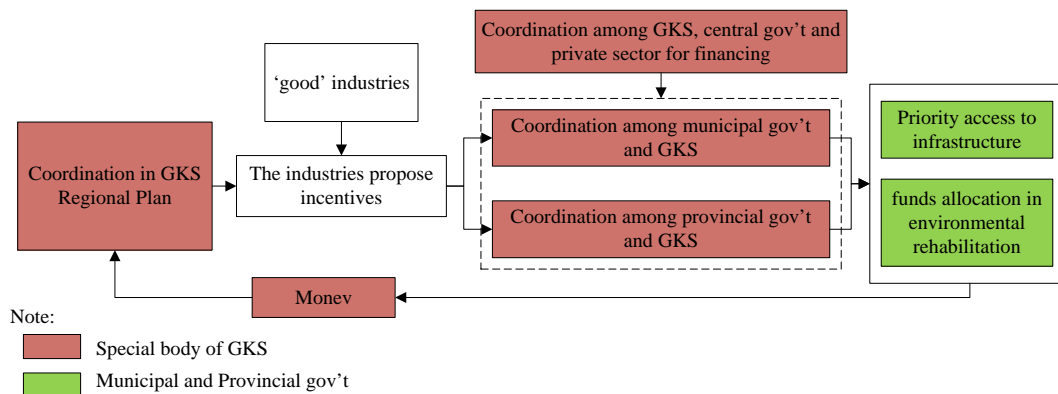 Coordination among GKS, central gov't and
private sector for financing
‘good’ industries
Coordination in GKS
Regional Plan
The industries propose
incentives
Coordination among municipal gov't
and GKS
Coordination among provincial gov't
and GKS
Priority access to
infrastructure
funds allocation in
environmental
rehabilitation
Monev
Note:
Special body of GKS
Municipal and Provincial gov't